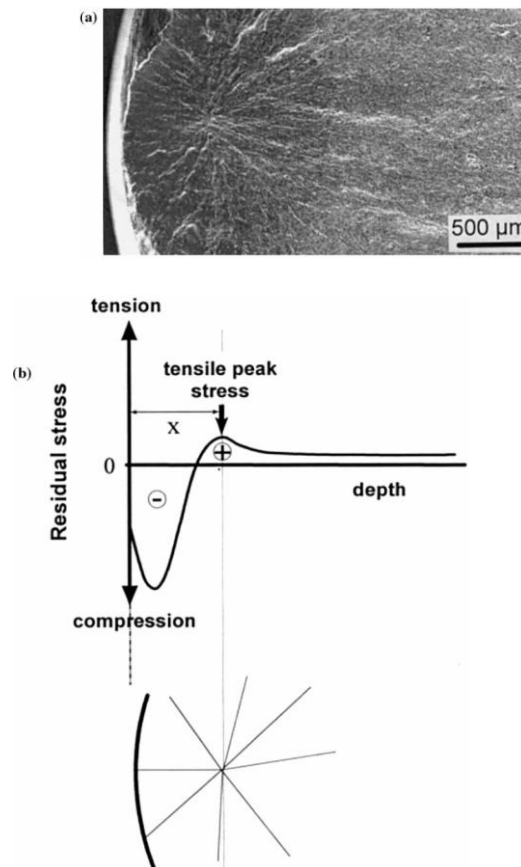 (a)
500 µm
tension
(b)
tensile peak
stress
X
+
Residual stress
0
depth
-
compression